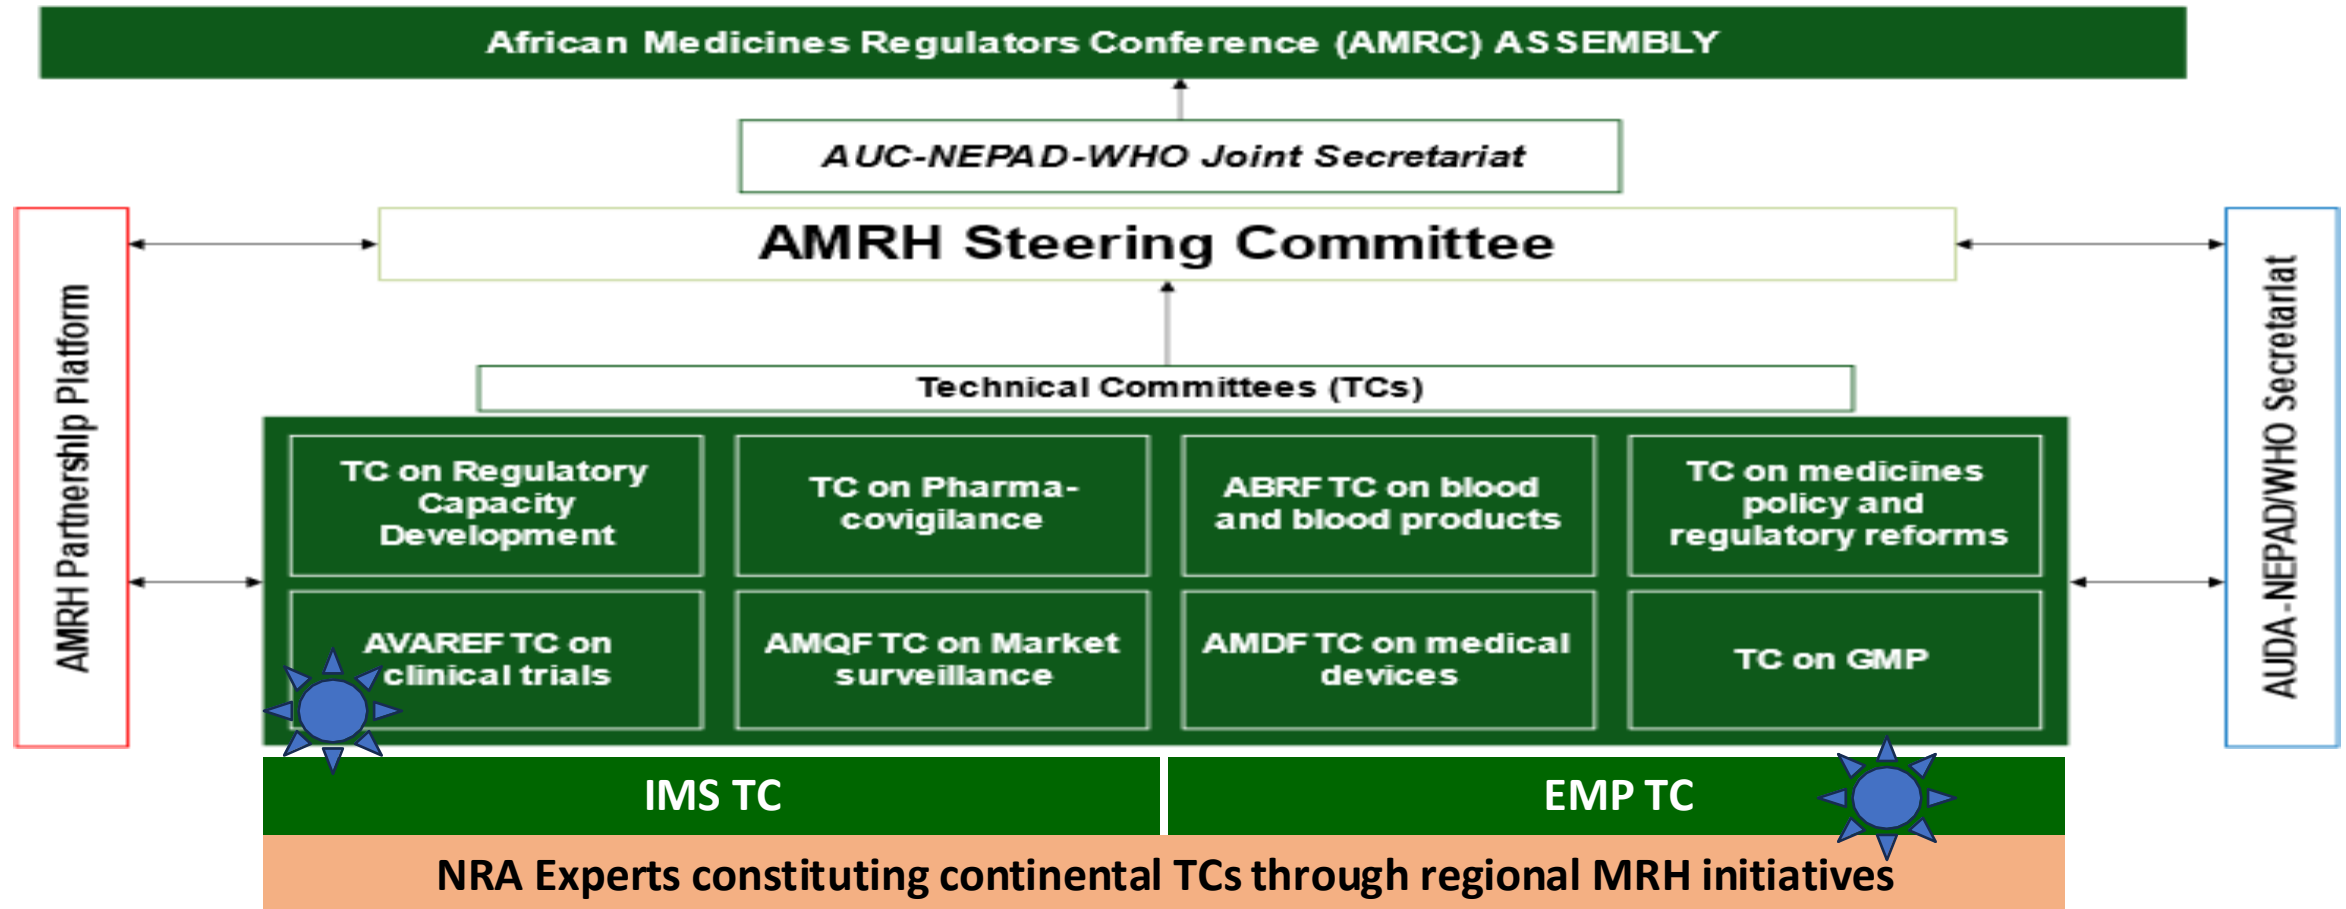 African Medicines Regulators Conference (AMRC) ASSEMBLY
AUC-NEPAD-WHO Joint Secretariat
AMRH Steering Committee
AMRH Partnership Platform
AUDA-NEPAD/WHO Secretariat
Technical Committees (TCs)
TC on Regulatory
Capacity
Development
TC on Pharma-
covigilance
ABRF TC on blood
and blood products
TC on medicines
policy and
regulatory reforms
AVAREF TC on
clinical trials
AMQF TC on Market
surveillance
AMDF TC on medical
devices
TC on GMP
IMS TC
EMP TC
NRA Experts constituting continental TCs through regional MRH initiatives